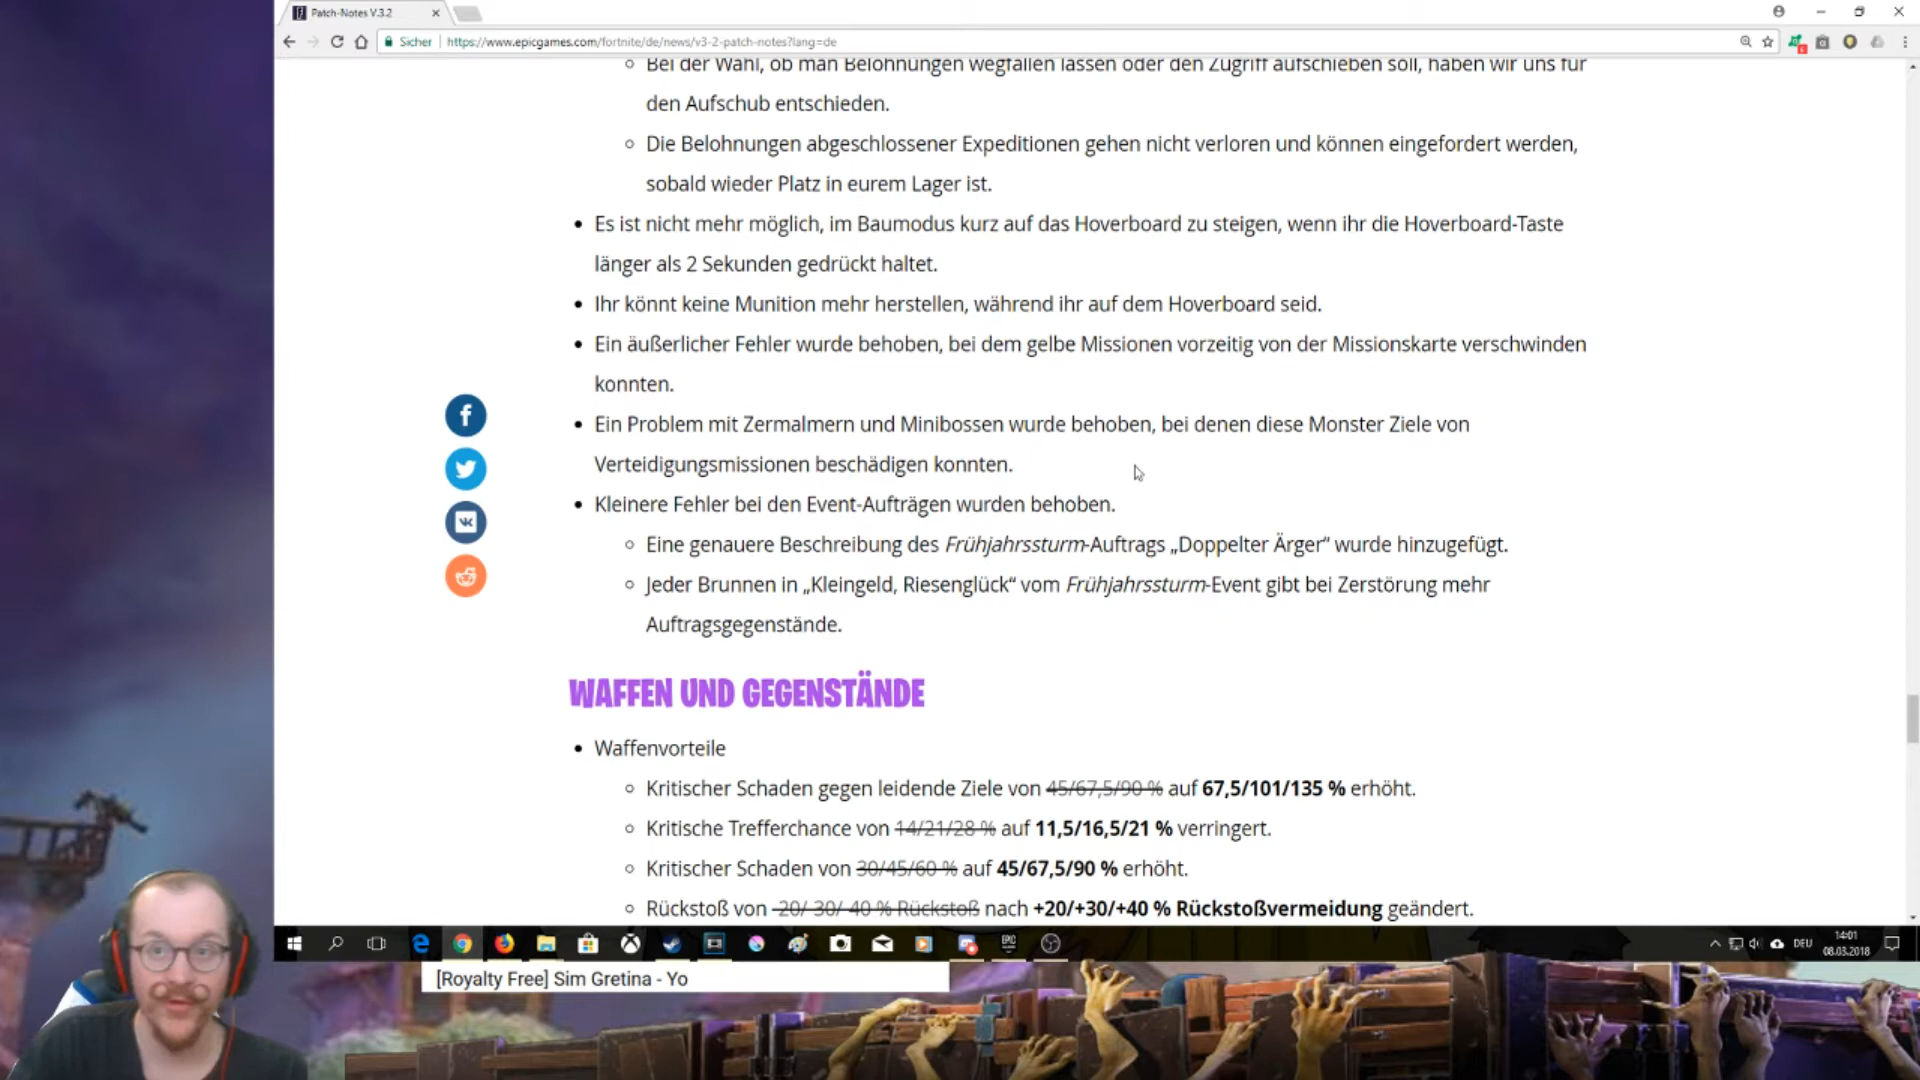 Patch-Notes V.3.2
Sicher
https://www.epicgames.com/fortnite/de/news/v3-2-patch-notes?lang=de
Bei der Wahl, ob man Belohnungen wegfallen lassen oder den Zugriff aufschieben soll, haben wir uns für
den Aufschub entschieden.
Die Belohnungen abgeschlossener Expeditionen gehen nicht verloren und können eingefordert werden,
sobald wieder Platz in eurem Lager ist.
Es ist nicht mehr möglich, im Baumodus kurz auf das Hoverboard zu steigen, wenn ihr die Hoverboard-Taste
länger als 2 Sekunden gedrückt haltet.
Ihr könnt keine Munition mehr herstellen, während ihr auf dem Hoverboard seid.
Ein äußerlicher Fehler wurde behoben, bei dem gelbe Missionen vorzeitig von der Missionskarte verschwinden
konnten.
Ein Problem mit Zermalmern und Minibossen wurde behoben, bei denen diese Monster Ziele von
Verteidigungsmissionen beschädigen konnten.
Kleinere Fehler bei den Event-Aufträgen wurden behoben.
Eine genauere Beschreibung des Frühjahrssturm-Auftrags „Doppelter Ärger“ wurde hinzugefügt.
Jeder Brunnen in „Kleingeld, Riesenglück“ vom Frühjahrssturm-Event gibt bei Zerstörung mehr
Auftragsgegenstände.
WAFFEN UND GEGENSTÄNDE
Waffenvorteile
Kritischer Schaden gegen leidende Ziele von 45/67,5/90 % auf 67,5/101/135 % erhöht.
Kritische Trefferchance von 14/21/28 % auf 11,5/16,5/21 % verringert.
Kritischer Schaden von 30/45/60 % auf 45/67,5/90 % erhöht.
Rückstoß von -20/-30/-40 % Rückstoß nach +20/+30/+40 % Rückstoßvermeidung geändert.
EPIC
DEU
14:01
08.03.2018
[Royalty Free] Sim Gretina - Yo